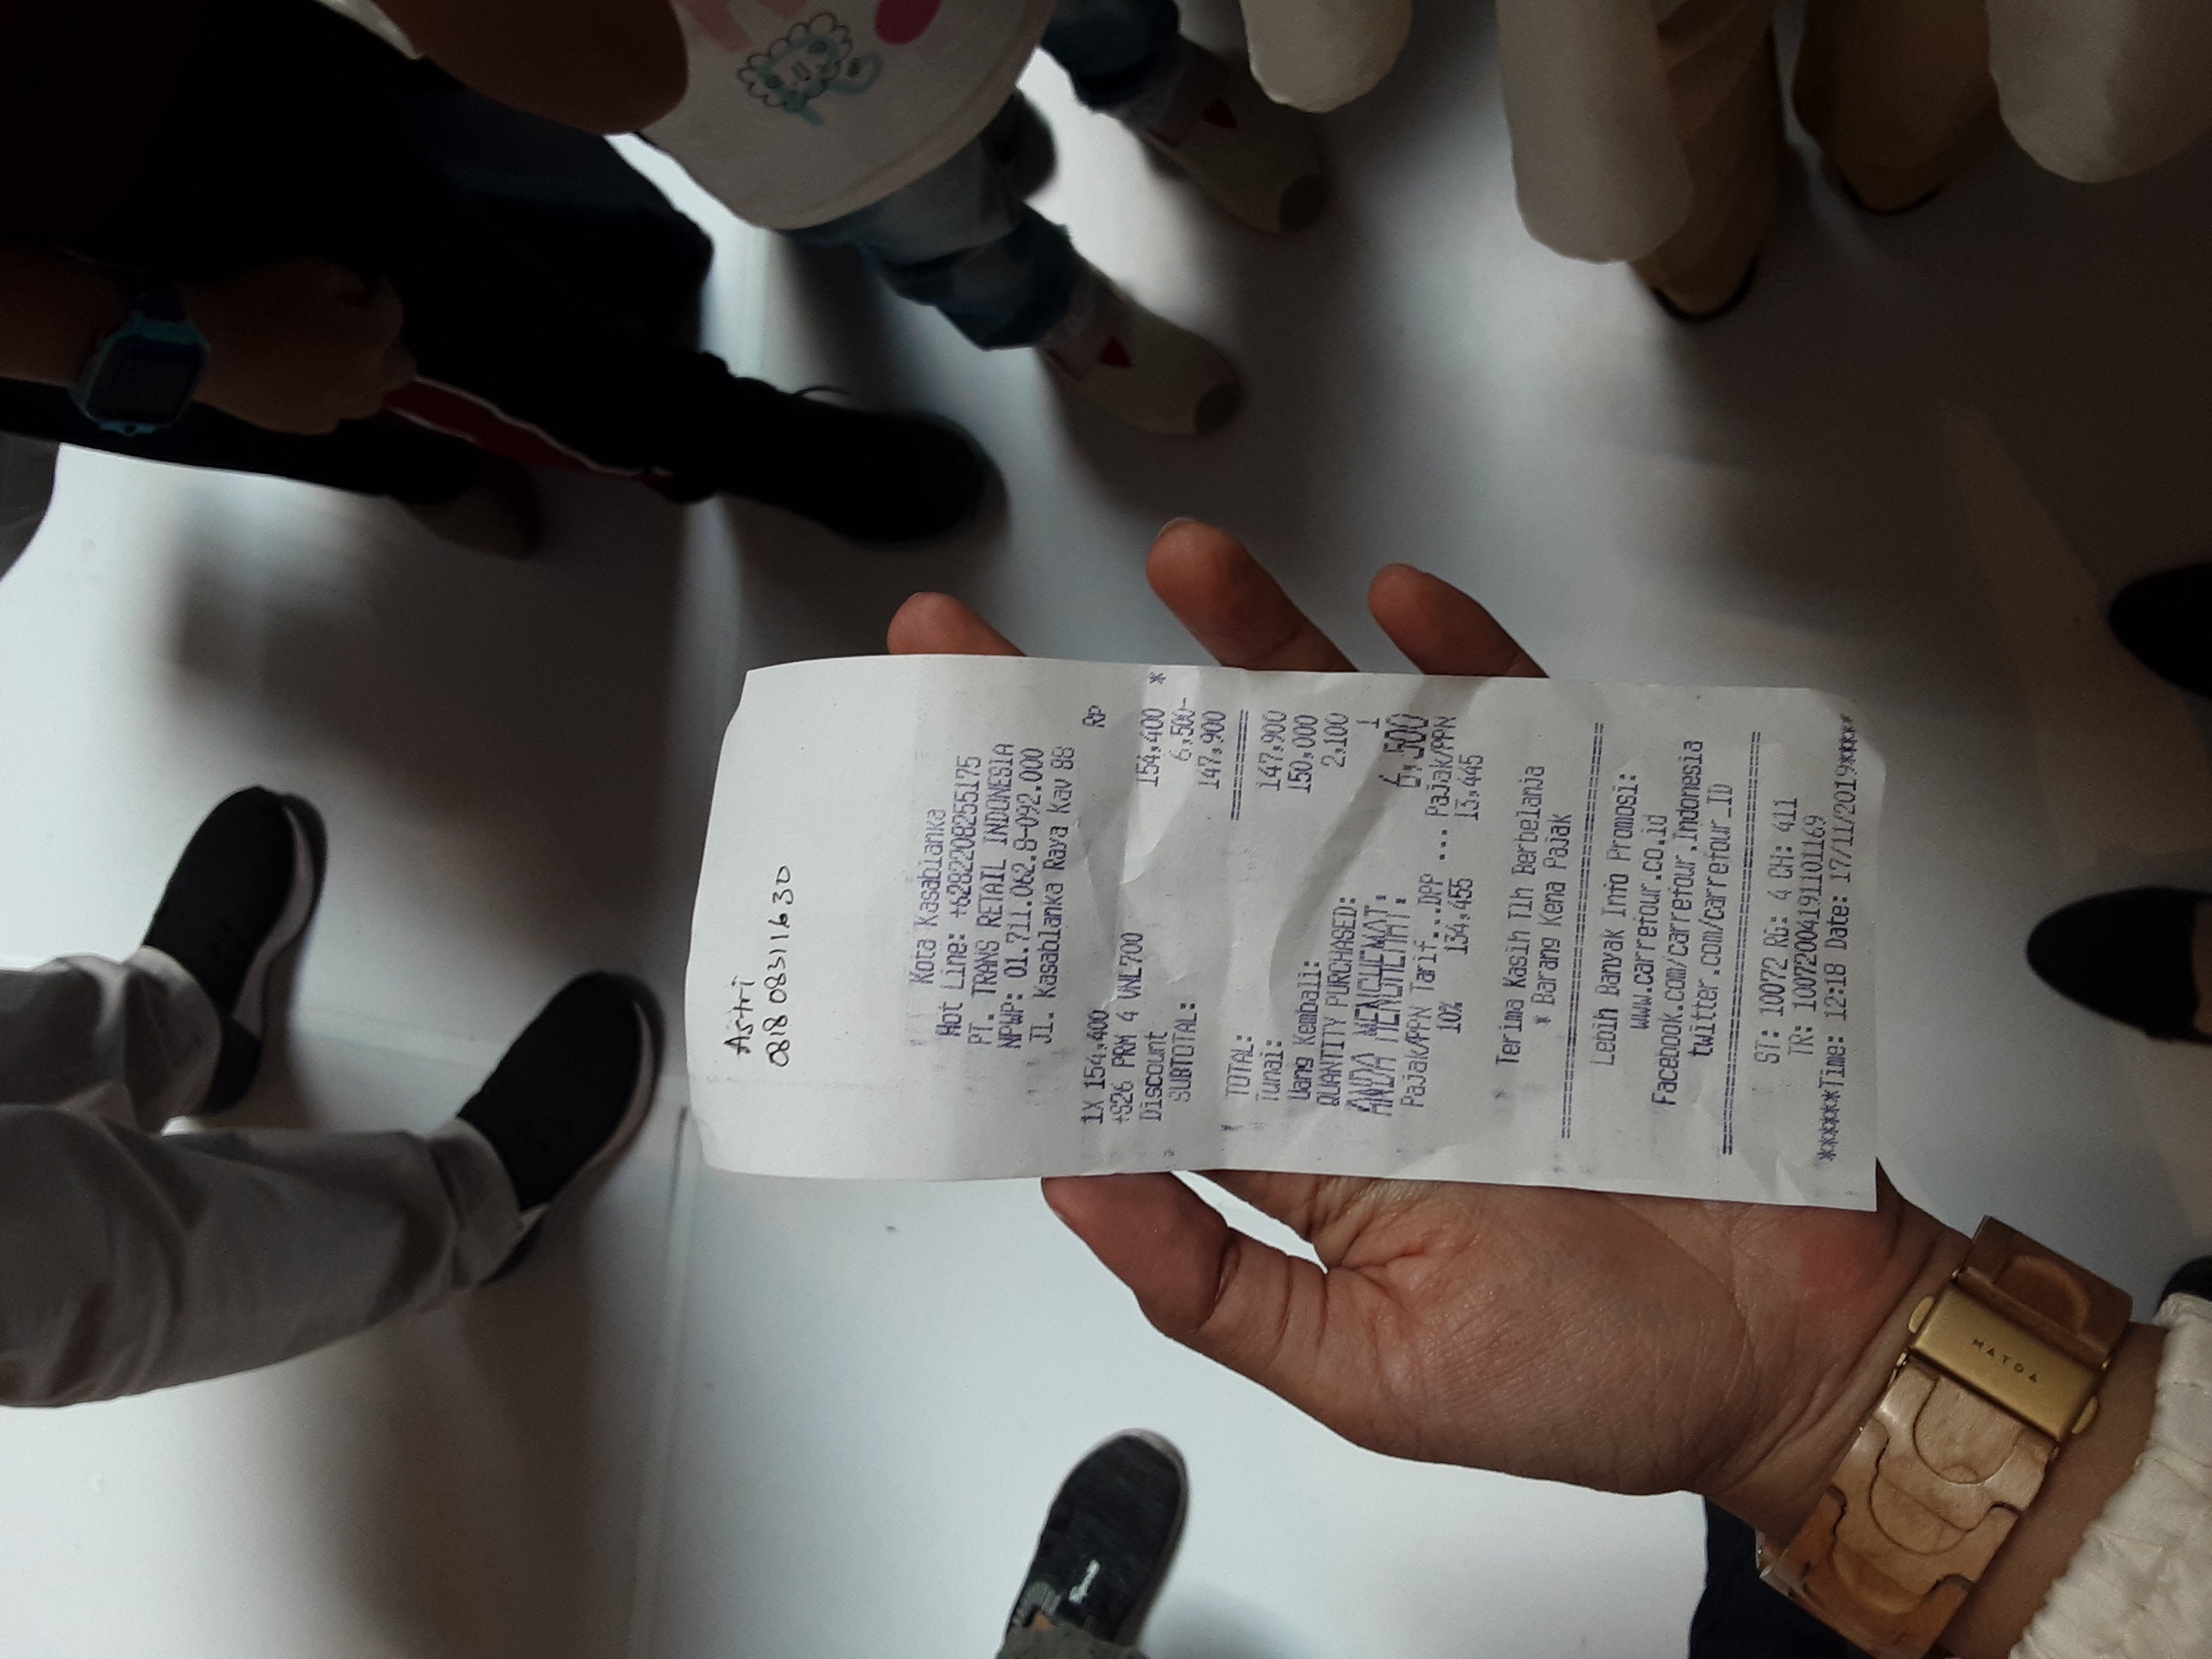 Astri
0818 08311630
Kota Kasablanka
Hot Line: +6282208255175
PT. TRANS RETAIL INDONESIA
NPWP: 01.711.062.8-092.000
Jl. Kasablanka Raya Kav 88
RP
1X 154,400
+S26 PRM 4 VNL700 154,400 *
Discount 6,500-
SUBTOTAL: 147,900
==========
TOTAL: 147,900
Tunai: 150,000
Uang Kembali: 2,100
QUANTITY PURCHASED: 1
ANDA MENGHEMAT: 6,500
Pajak/PPN Tarif...DPP ... Pajak/PPN
10% 134,455 13,445
Terima Kasih Tlh Berbelanja
* Barang Kena Pajak
Lebih Banyak Info Promosi:
www.carrefour.co.id
Facebook.com/carrefour.Indonesia
twitter.com/carrefour_ID
ST: 10072 RG: 4 CH: 411
TR: 10072004191101169
******Time: 12:18 Date: 17/11/2019*****
MATOA